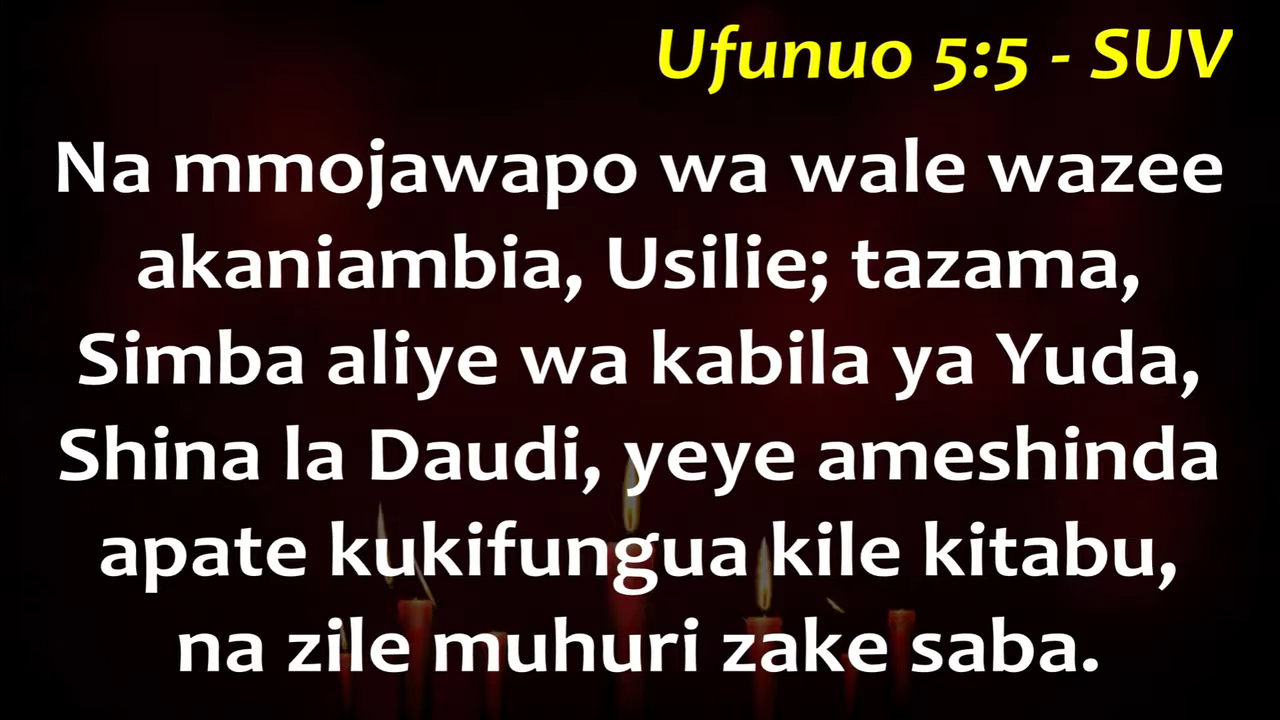 Ufunuo 5:5 - SUV
Na mmojawapo wa wale wazee
akaniambia, Usilie; tazama,
Simba aliye wa kabila ya Yuda,
Shina la Daudi, yeye ameshinda
apate kukifungua kile kitabu,
na zile muhuri zake saba.